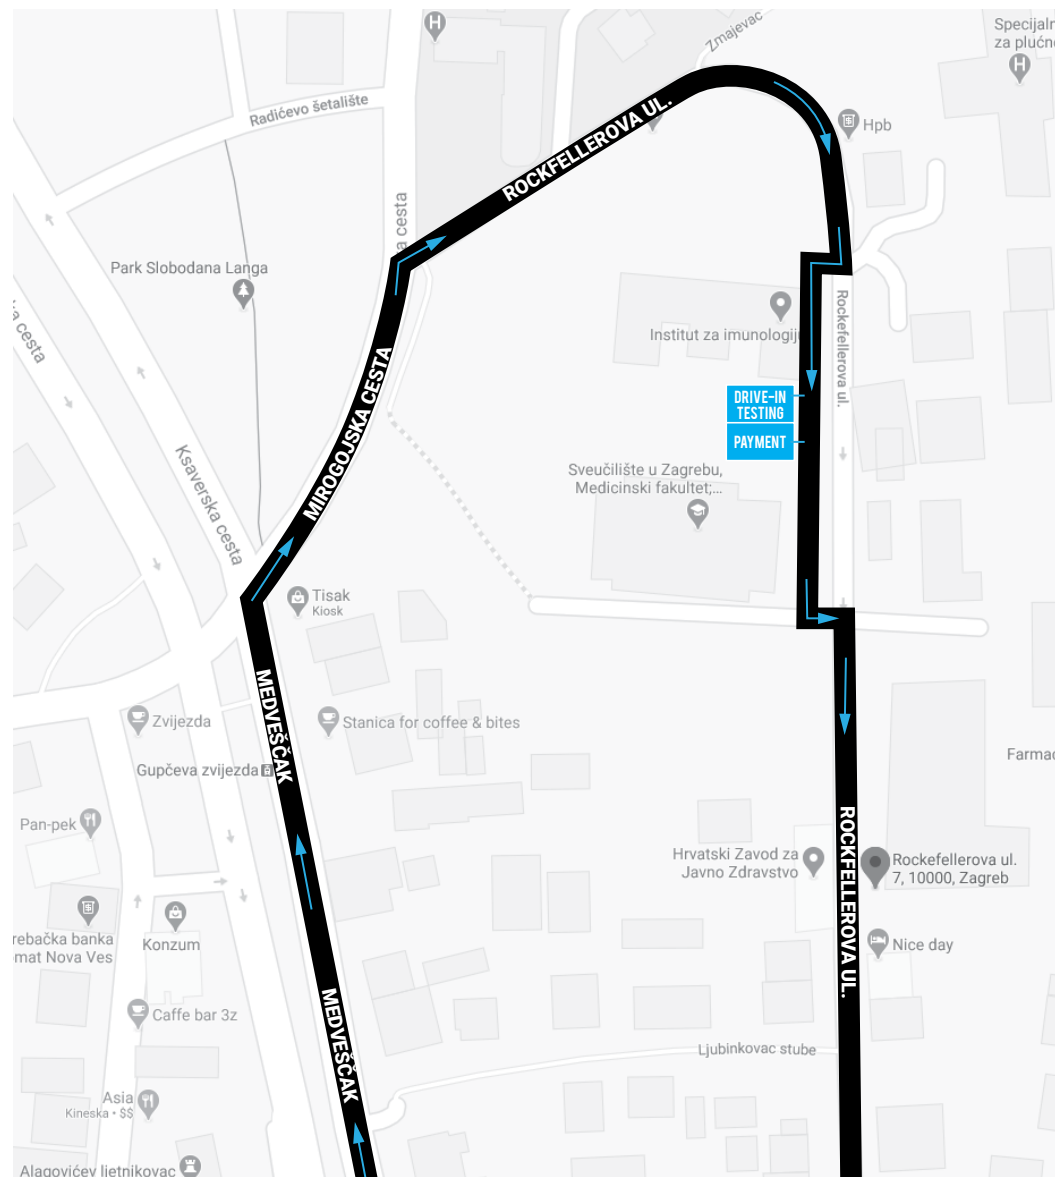 Specijaln
za plućne
Zmajevac
Radićevo šetalište
ROCKFELLEROVA UL.
Hpb
a cesta
Park Slobodana Langa
ka cesta
Institut za imunologiju
Rockefellerova ul.
MIROGOJSKA CESTA
DRIVE-IN
TESTING
PAYMENT
Ksaverska cesta
Sveučilište u Zagrebu,
Medicinski fakultet;...
Tisak
Kiosk
MEDVEŠČAK
Zvijezda
Stanica for coffee & bites
Gupčeva zvijezda
Farmac
Pan-pek
ROCKFELLEROVA UL.
Hrvatski Zavod za
Javno Zdravstvo
Rockefellerova ul.
7, 10000, Zagreb
rebačka banka
mat Nova Ves
Konzum
Nice day
MEDVEŠČAK
Caffe bar 3z
Ljubinkovac stube
Asia
Kineska • $$
Alagovićev ljetnikovac